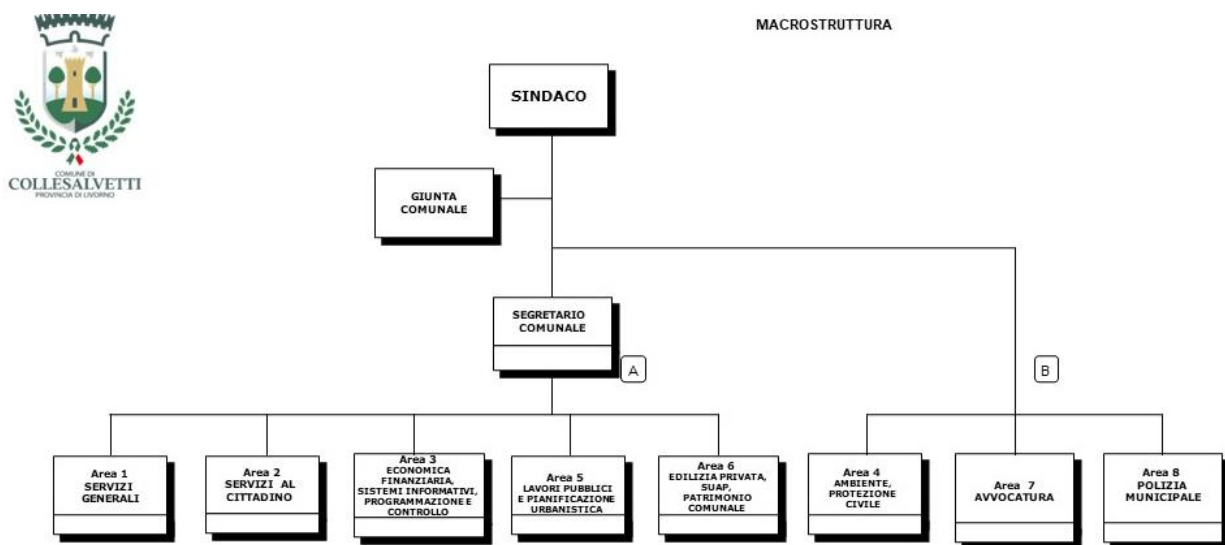 MACROSTRUTTURA
COMUNE DI
COLLESALVETTI
PROVINCIA DI LIVORNO
SINDACO
GIUNTA
COMUNALE
SEGRETARIO
COMUNALE
A
B
Area 1
SERVIZI
GENERALI
Area 2
SERVIZI AL
CITTADINO
Area 3
ECONOMICA
FINANZIARIA,
SISTEMI INFORMATIVI,
PROGRAMMAZIONE E
CONTROLLO
Area 5
LAVORI PUBBLICI
E PIANIFICAZIONE
URBANISTICA
Area 6
EDILIZIA PRIVATA,
SUAP,
PATRIMONIO
COMUNALE
Area 4
AMBIENTE,
PROTEZIONE
CIVILE
Area 7
AVVOCATURA
Area 8
POLIZIA
MUNICIPALE